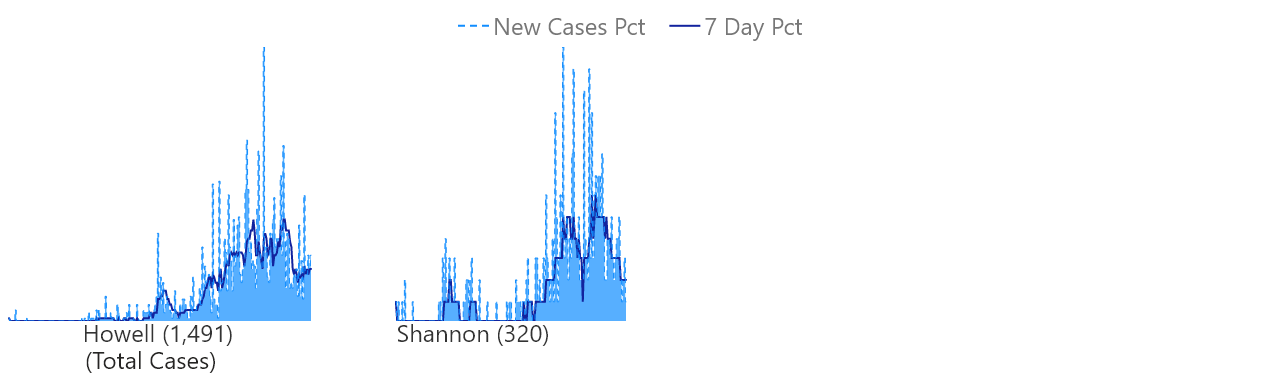 New Cases Pct 7 Day Pct
Howell (1,491) Shannon (320)
(Total Cases)